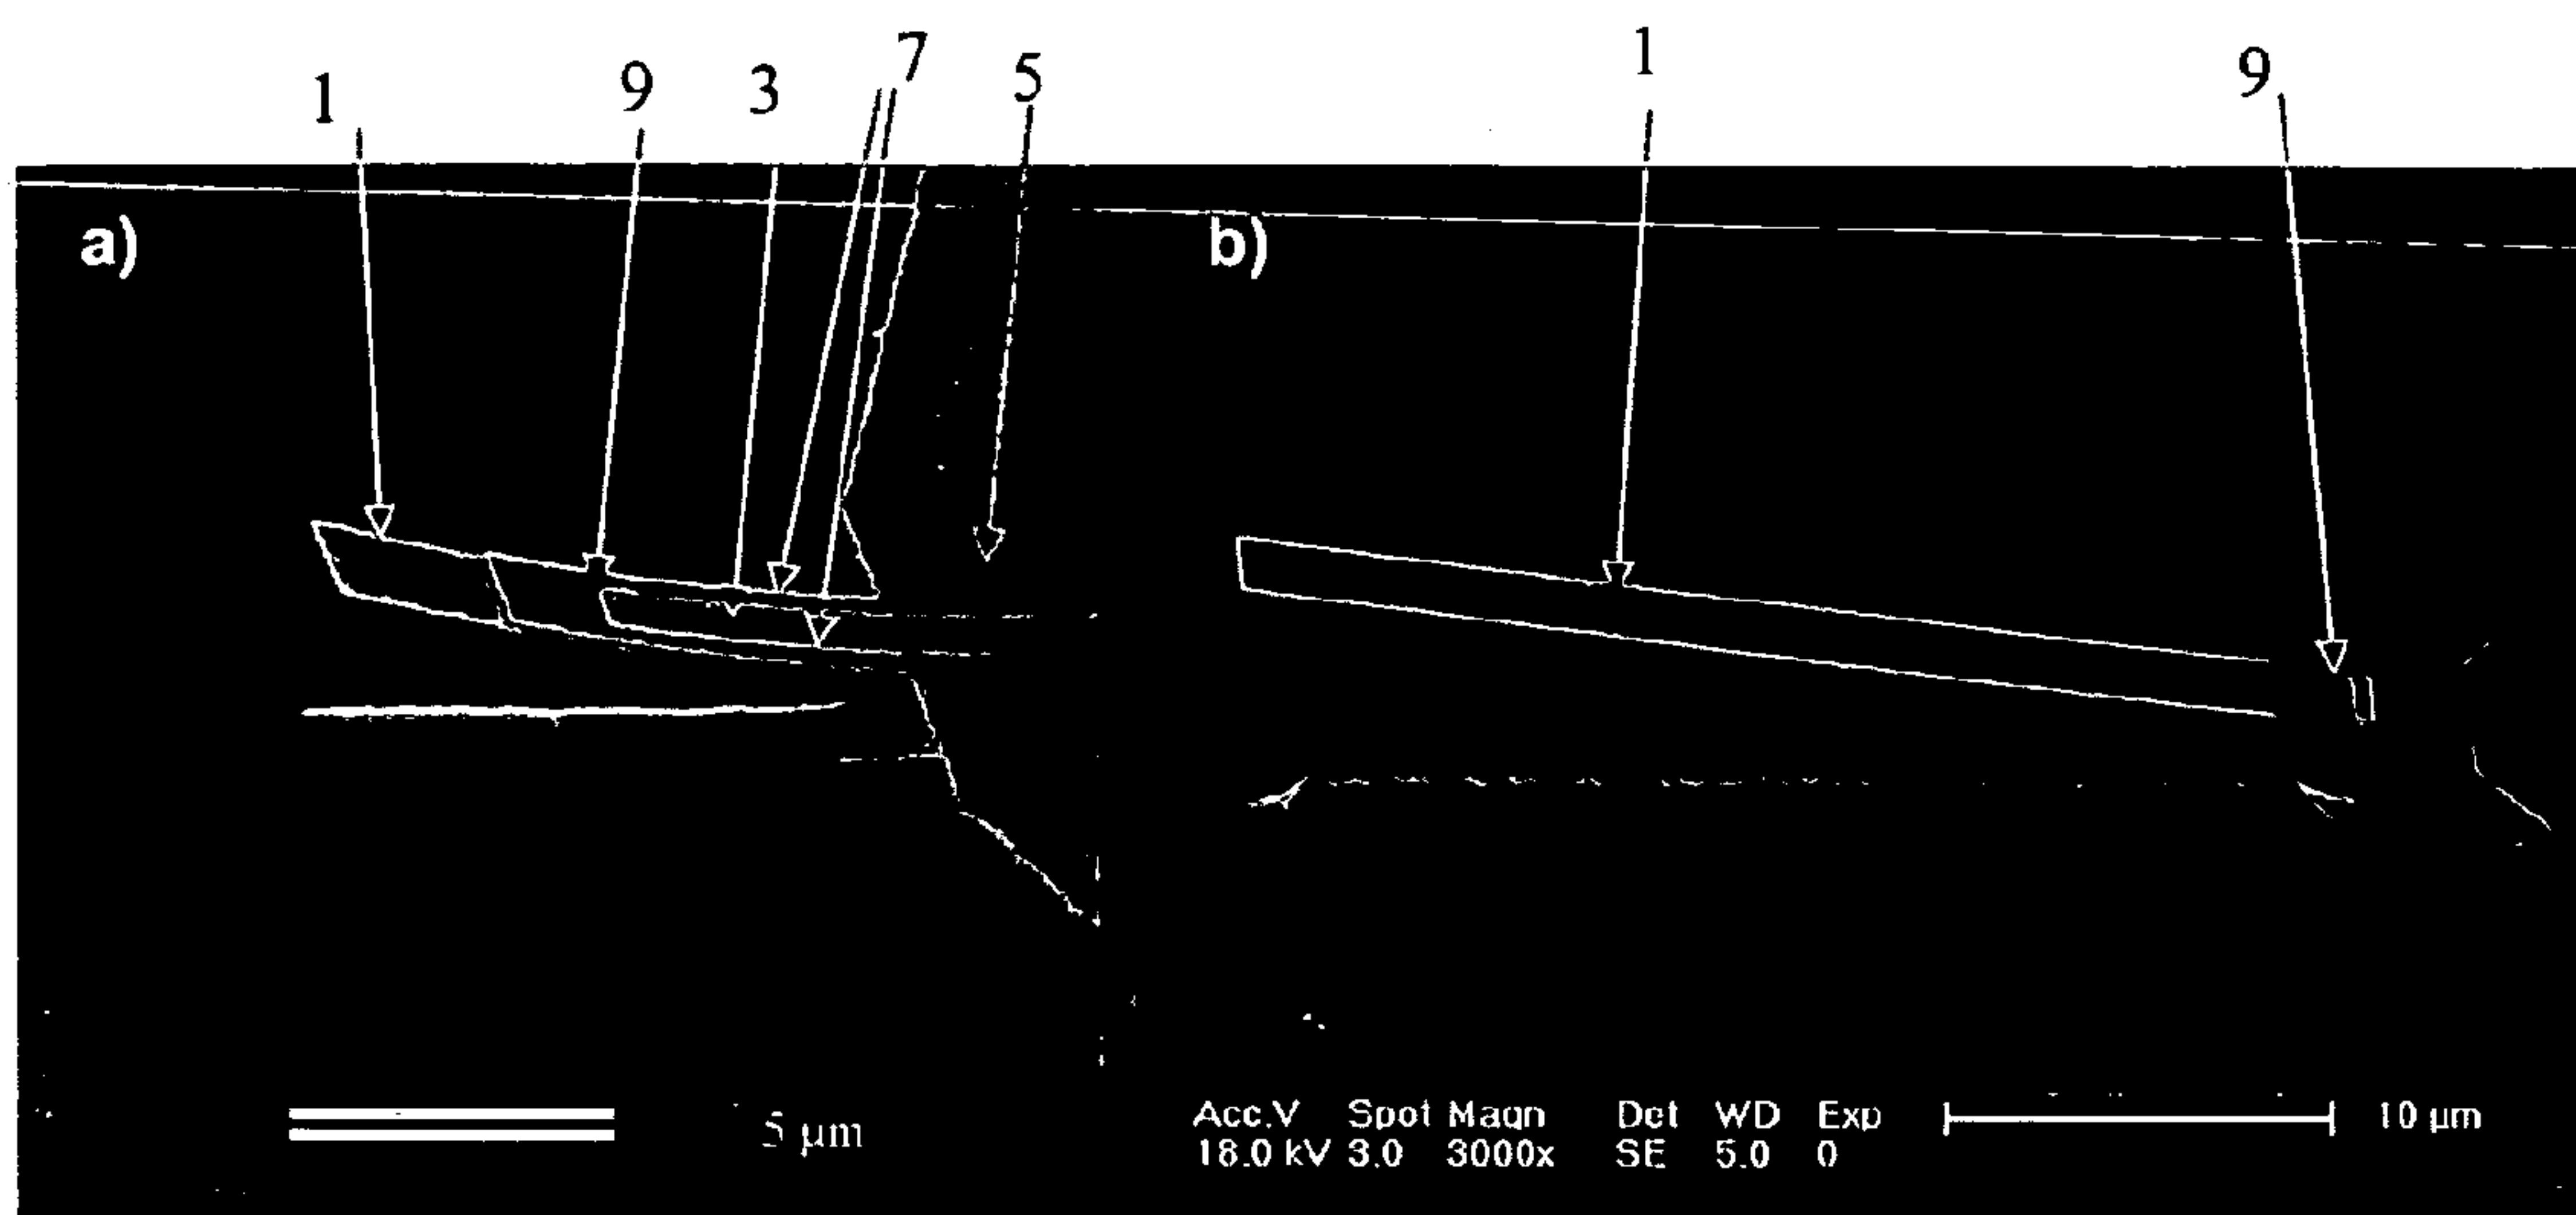 1 9 3 7 5 1 9
a) b)
5 μm
Acc.V Spot Magn Det WD Exp 10 μm
18.0 kV 3.0 3000x SE 5.0 0